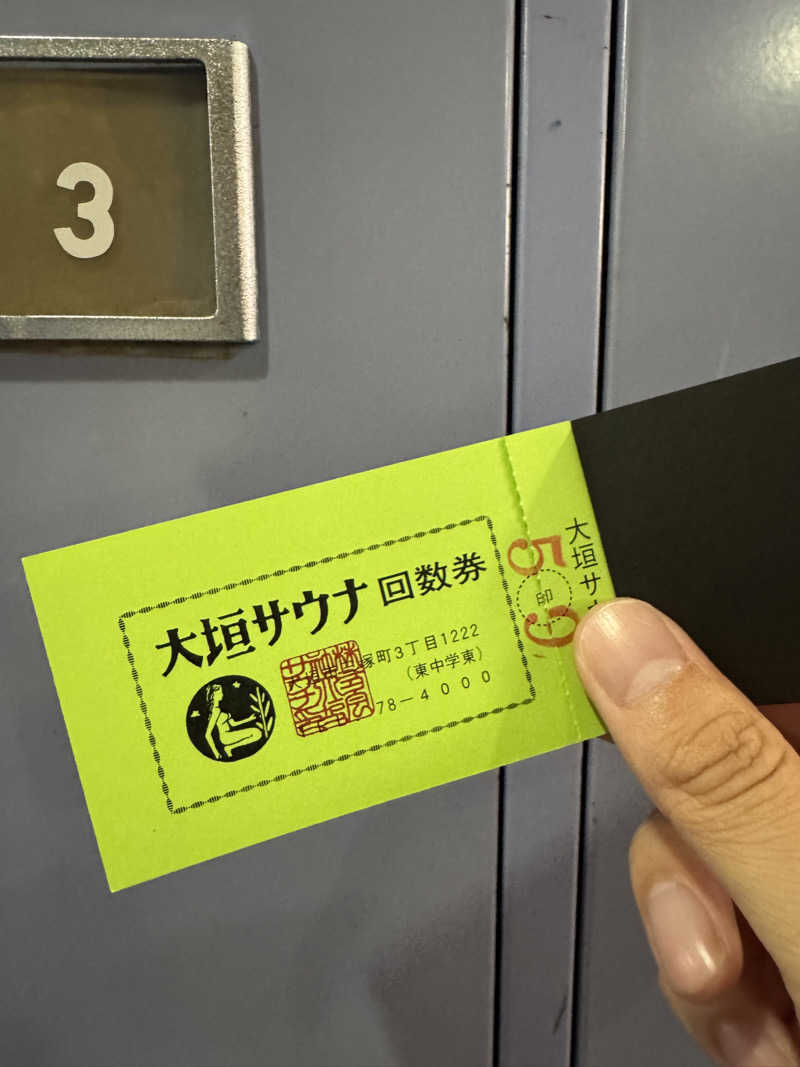 3
大垣サウナ 回数券
塚町3丁目1222
(東中学東)
78-4000
大垣サ
印